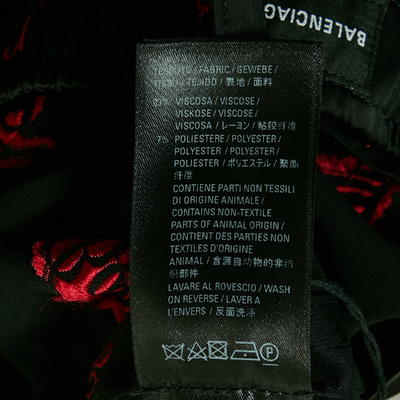 BALENCIAG
TESSUTO / FABRIC / GEWEBE /
TISSU / TEJIDO / 表地 / 面料
93% VISCOSA / VISCOSE /
VISKOSE / VISCOSE /
VISCOSA / レーヨン / 粘胶纤维
7% POLIESTERE / POLYESTER /
POLYESTER / POLYESTER /
POLIESTER / ポリエステル / 聚酯
纤维
CONTIENE PARTI NON TESSILI
DI ORIGINE ANIMALE /
CONTAINS NON-TEXTILE
PARTS OF ANIMAL ORIGIN /
CONTIENT DES PARTIES NON
TEXTILES D'ORIGINE
ANIMALE / 含源自动物的非纺
织部件
LAVARE AL ROVESCIO / WASH
ON REVERSE / LAVER A
L'ENVERS / 反面洗涤
P